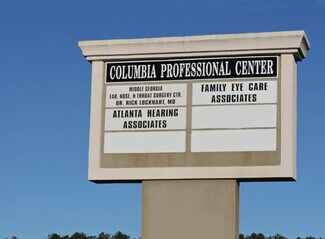 COLUMBIA PROFESSIONAL CENTER
MIDDLE GEORGIA
EAR, NOSE, & THROAT SURGERY CTR.
DR. RICK LOCKHART, MD
ATLANTA HEARING
ASSOCIATES
FAMILY EYE CARE
ASSOCIATES